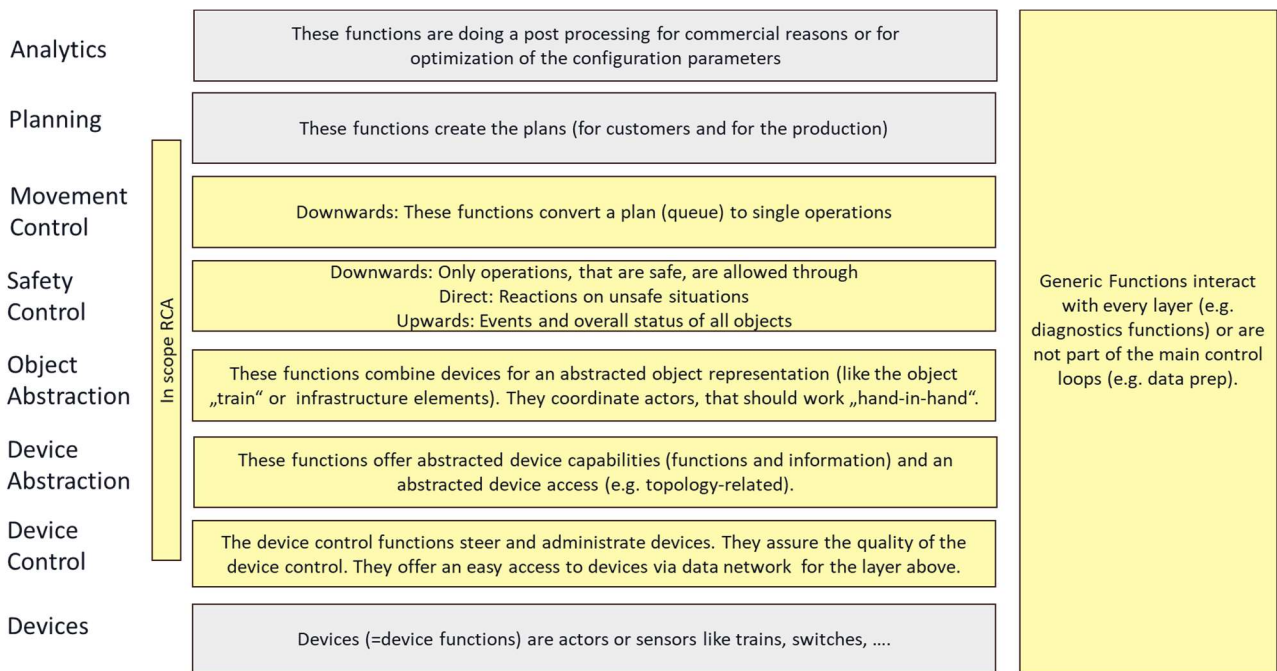 Analytics
These functions are doing a post processing for commercial reasons or for
optimization of the configuration parameters
Planning
These functions create the plans (for customers and for the production)
Movement
Control
Downwards: These functions convert a plan (queue) to single operations
Safety
Control
Downwards: Only operations, that are safe, are allowed through
Direct: Reactions on unsafe situations
Upwards: Events and overall status of all objects
Object
Abstraction
These functions combine devices for an abstracted object representation (like the object
„train“ or infrastructure elements). They coordinate actors, that should work „hand-in-hand“.
Device
Abstraction
These functions offer abstracted device capabilities (functions and information) and an
abstracted device access (e.g. topology-related).
Device
Control
The device control functions steer and administrate devices. They assure the quality of the
device control. They offer an easy access to devices via data network for the layer above.
Devices
Devices (=device functions) are actors or sensors like trains, switches, ….
In scope RCA
Generic Functions interact
with every layer (e.g.
diagnostics functions) or are
not part of the main control
loops (e.g. data prep).